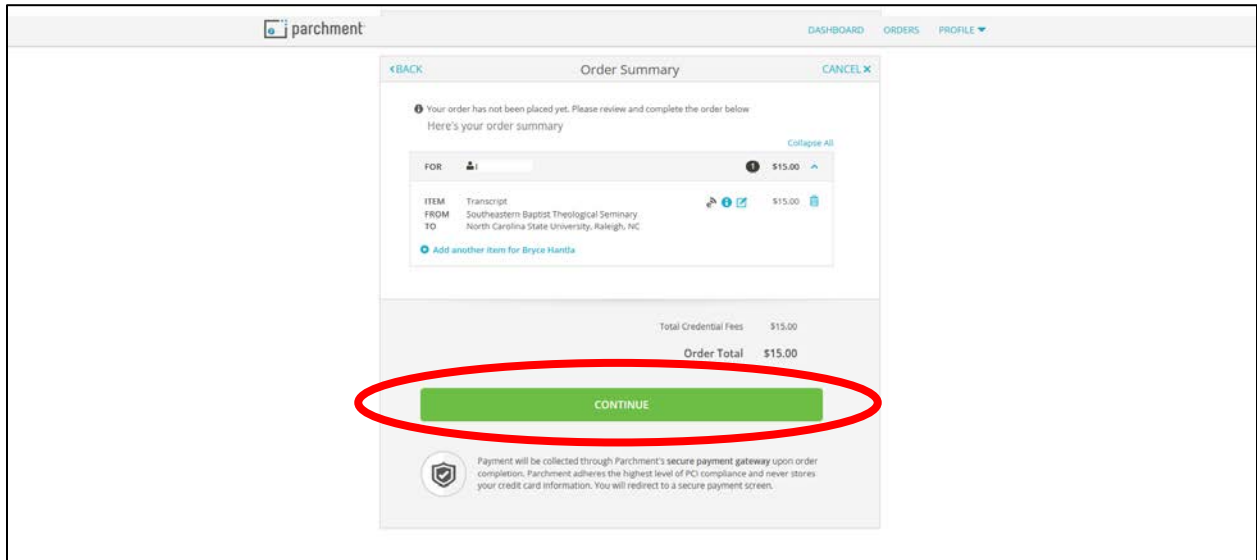 parchment
DASHBOARD ORDERS PROFILE
BACK Order Summary CANCEL
Your order has not been placed yet. Please review and complete the order below
Here's your order summary
Collapse All
FOR 1 $15.00
ITEM Transcript $15.00
FROM Southeastern Baptist Theological Seminary
TO North Carolina State University, Raleigh, NC
Add another item for Bryce Hantla
Total Credential Fees $15.00
Order Total $15.00
CONTINUE
Payment will be collected through Parchment's secure payment gateway upon order
completion. Parchment adheres the highest level of PCI compliance and never stores
your credit card information. You will redirect to a secure payment screen.